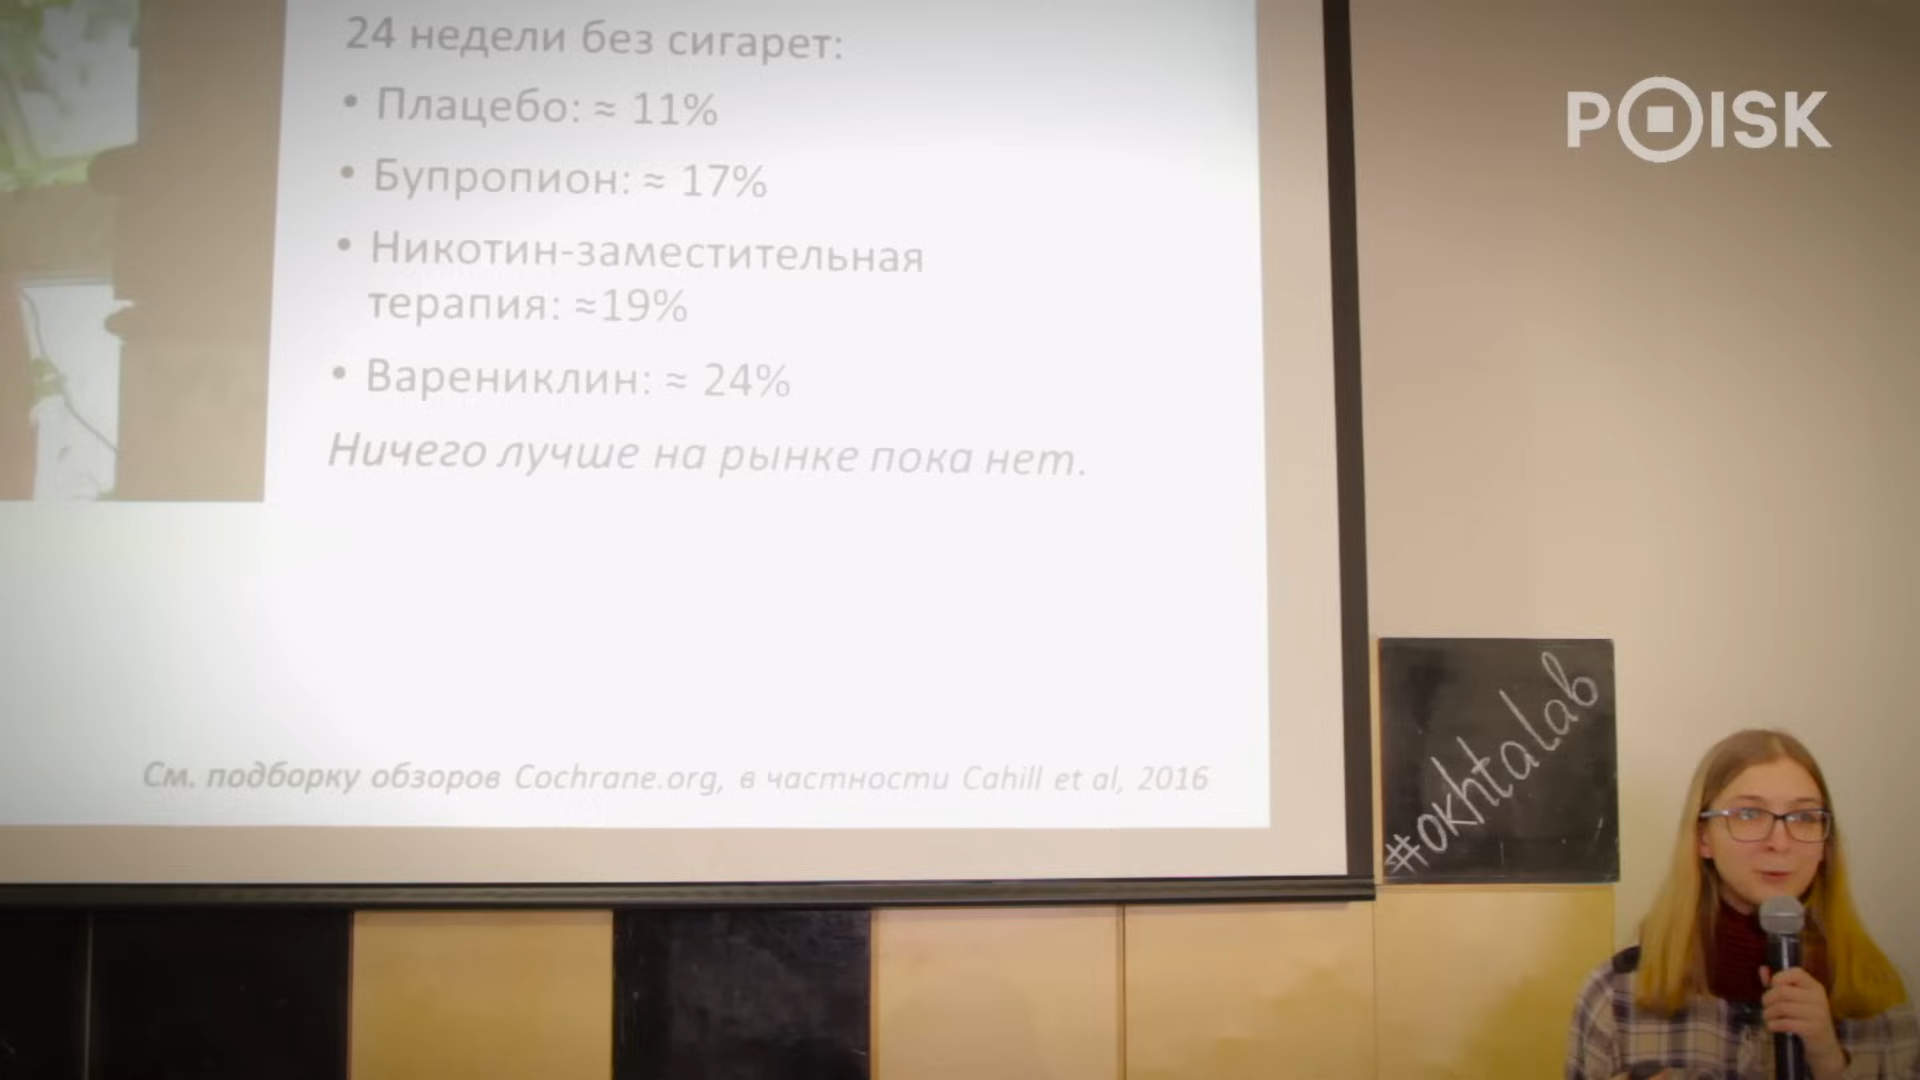 24 недели без сигарет:
• Плацебо: ≈ 11%
• Бупропион: ≈ 17%
• Никотин-заместительная
терапия: ≈19%
• Варениклин: ≈ 24%
Ничего лучше на рынке пока нет.
См. подборку обзоров Cochrane.org, в частности Cahill et al, 2016
POISK
#okhtaLab